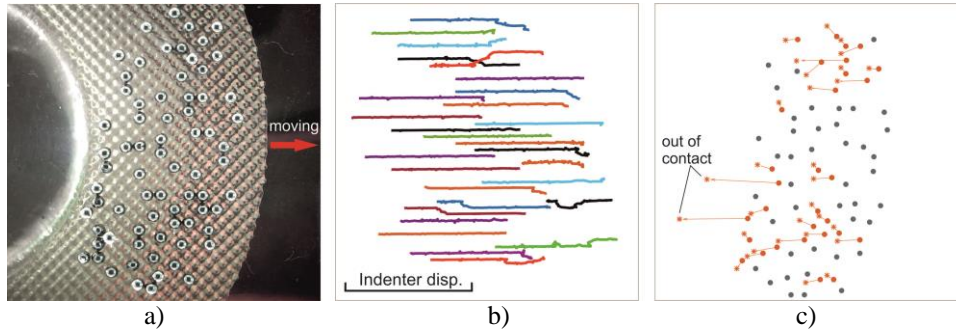 moving
Indenter disp.
out of
contact
a)
b)
c)